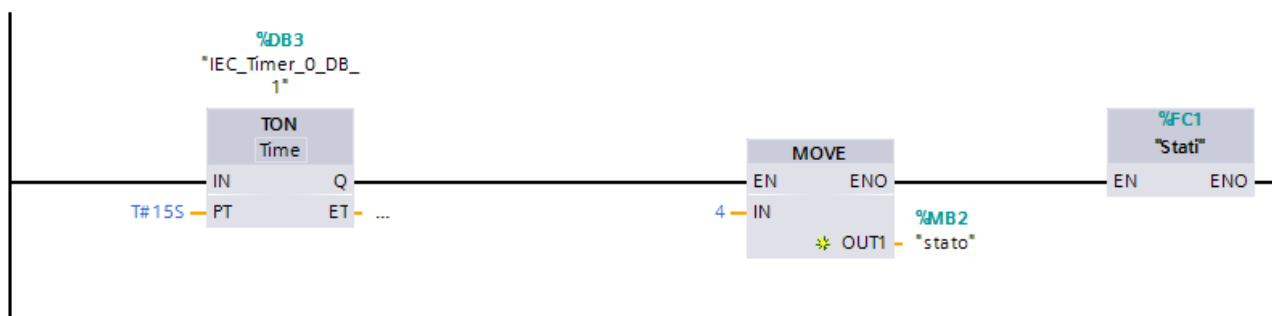 %DB3
"IEC_Timer_0_DB_
1"
TON
Time
IN Q
T#15S PT ET ...
MOVE
EN ENO
4 IN
OUT1
%MB2
"stato"
%FC1
"Stati"
EN ENO